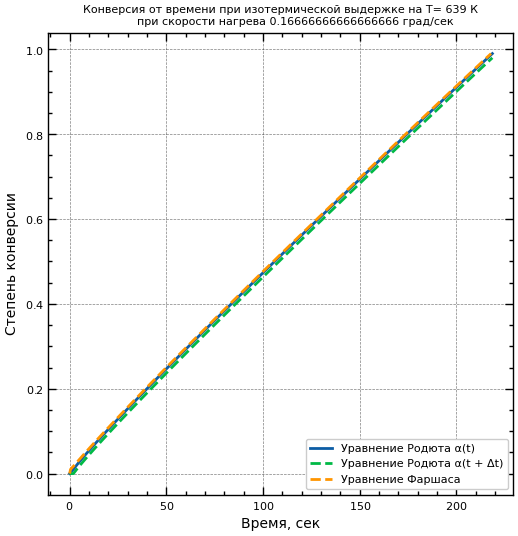 Конверсия от времени при изотермической выдержке на T= 639 К
при скорости нагрева 0.16666666666666666 град/сек
Степень конверсии
1.0
0.8
0.6
0.4
0.2
0.0
0
50
100
150
200
Время, сек
Уравнение Родюта α(t)
Уравнение Родюта α(t + Δt)
Уравнение Фаршаса